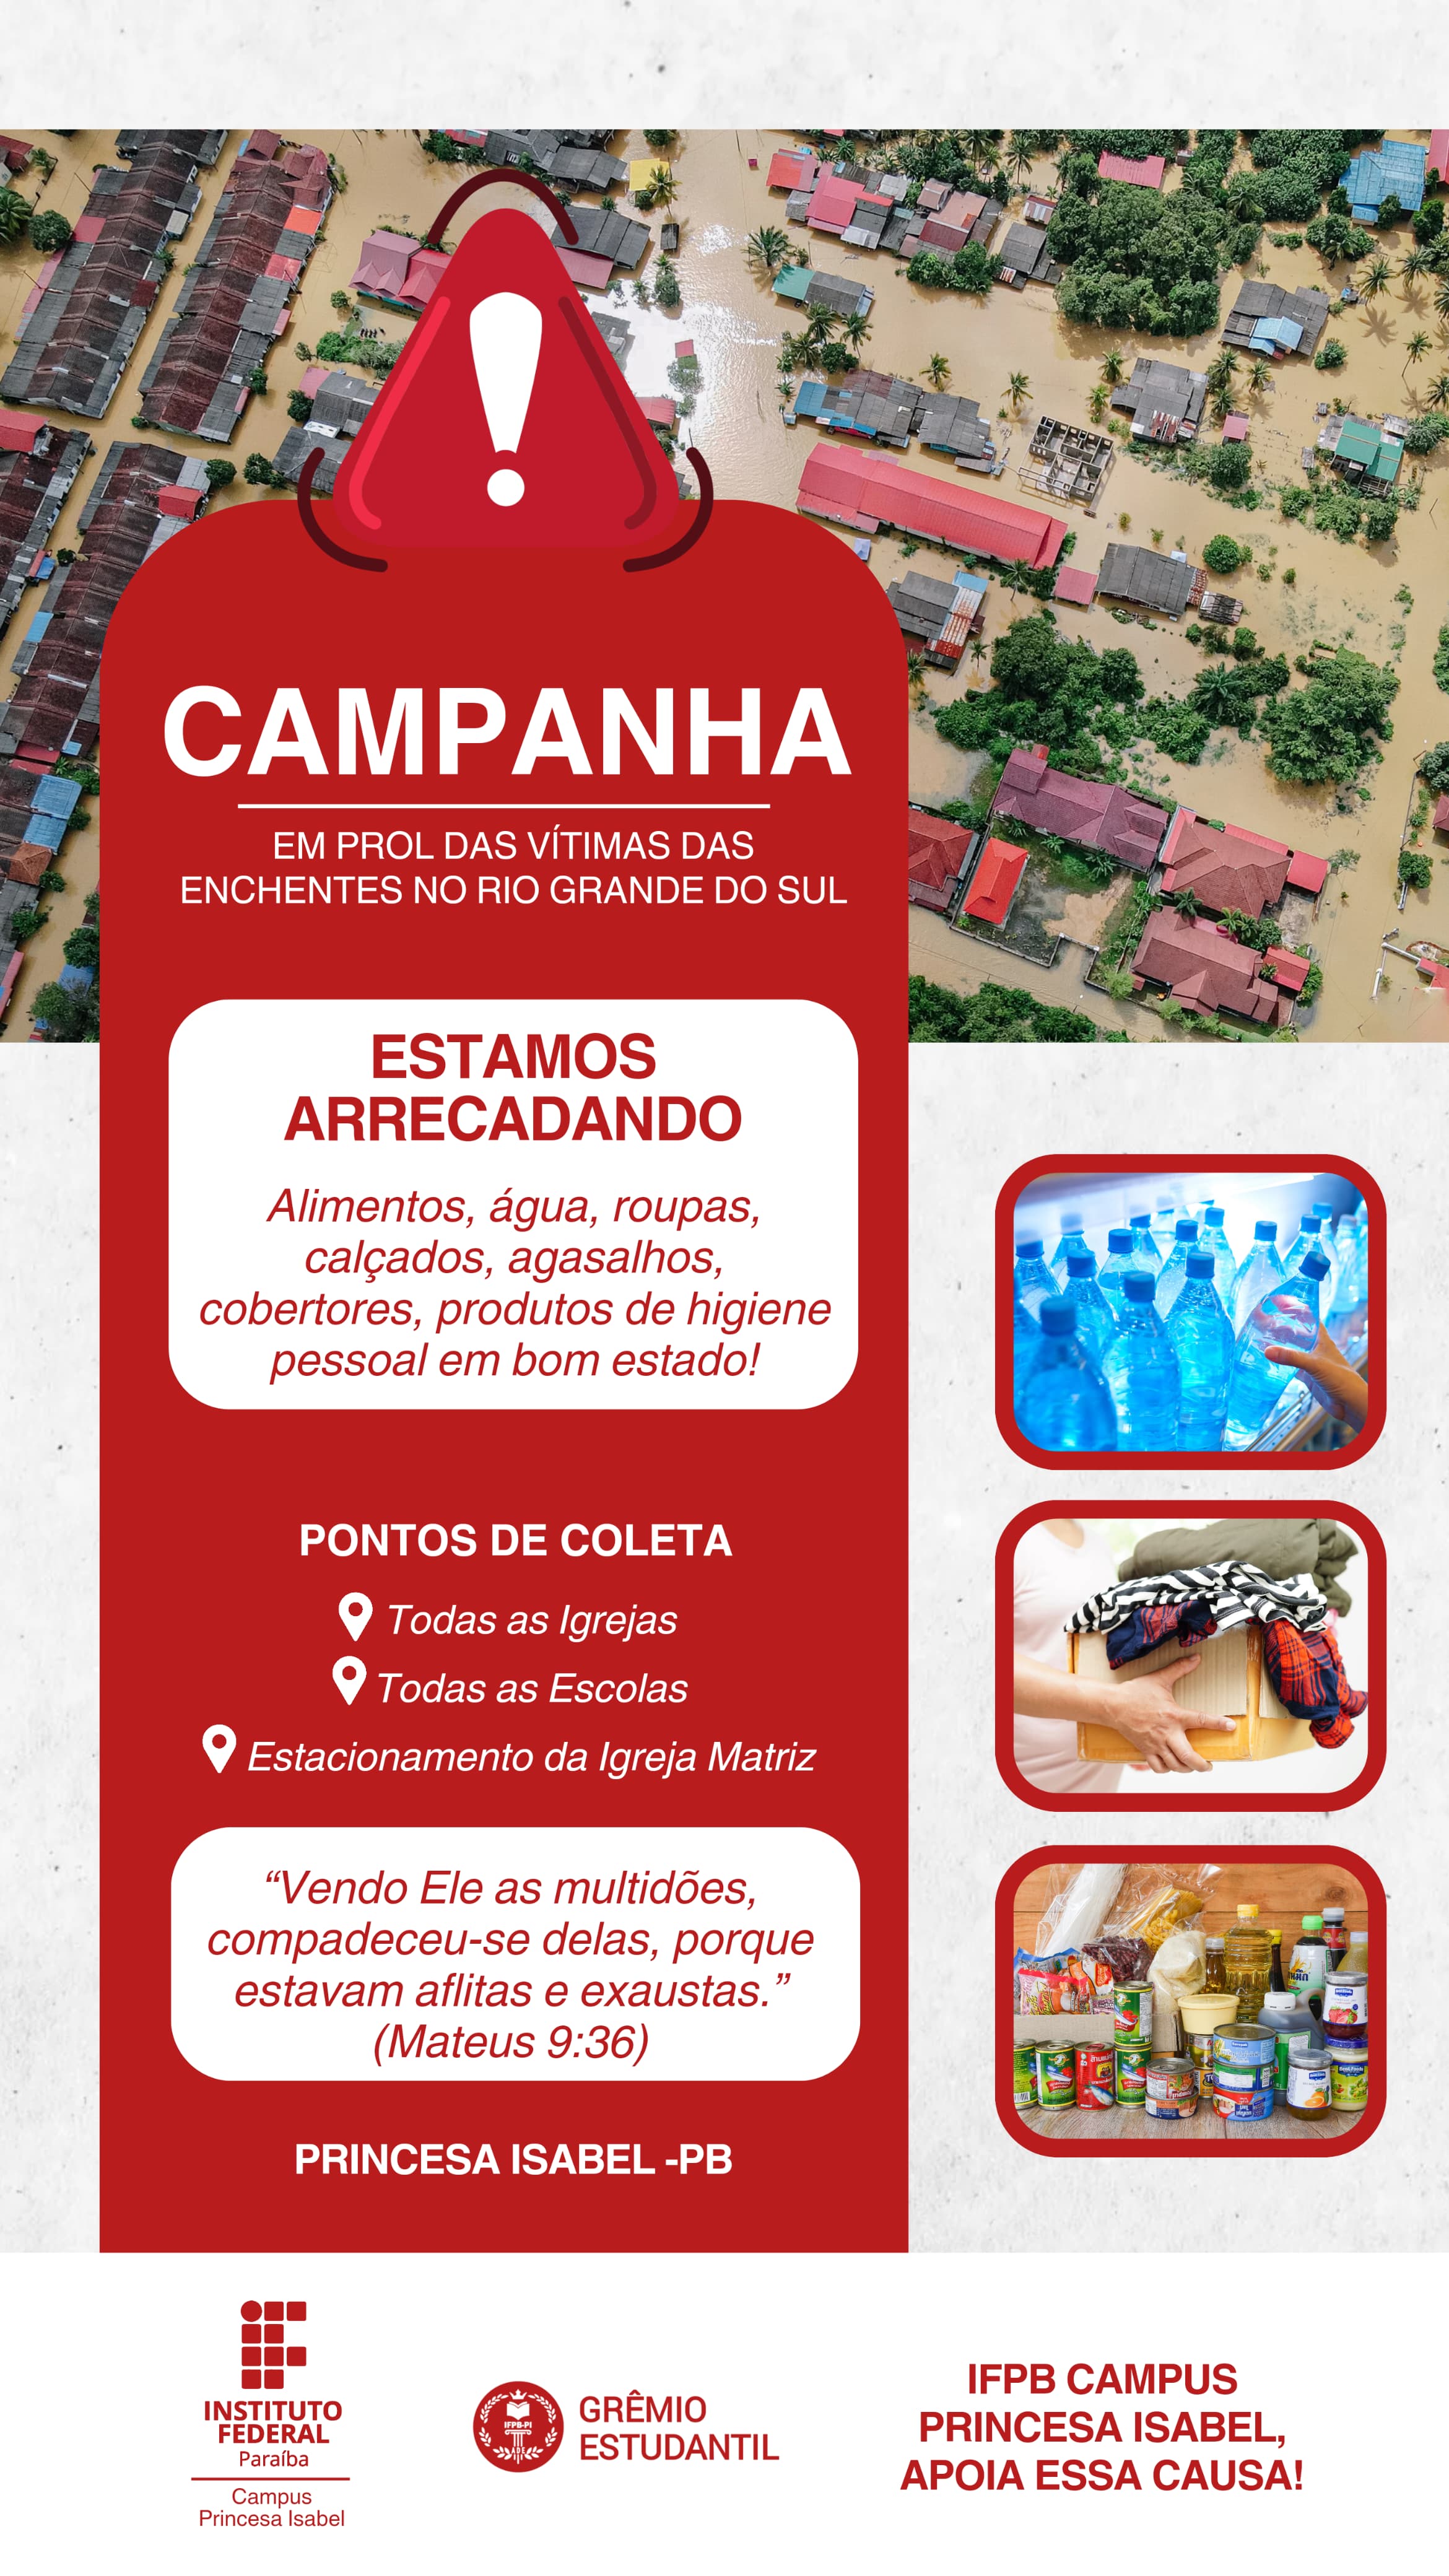 CAMPANHA
EM PROL DAS VÍTIMAS DAS
ENCHENTES NO RIO GRANDE DO SUL
ESTAMOS
ARRECADANDO
Alimentos, água, roupas,
calçados, agasalhos,
cobertores, produtos de higiene
pessoal em bom estado!
PONTOS DE COLETA
Todas as Igrejas
Todas as Escolas
Estacionamento da Igreja Matriz
“Vendo Ele as multidões,
compadeceu-se delas, porque
estavam aflitas e exaustas.”
(Mateus 9:36)
PRINCESA ISABEL -PB
INSTITUTO
FEDERAL
Paraíba
Campus
Princesa Isabel
IFPB-PI
GRÊMIO
ESTUDANTIL
IFPB CAMPUS
PRINCESA ISABEL,
APOIA ESSA CAUSA!